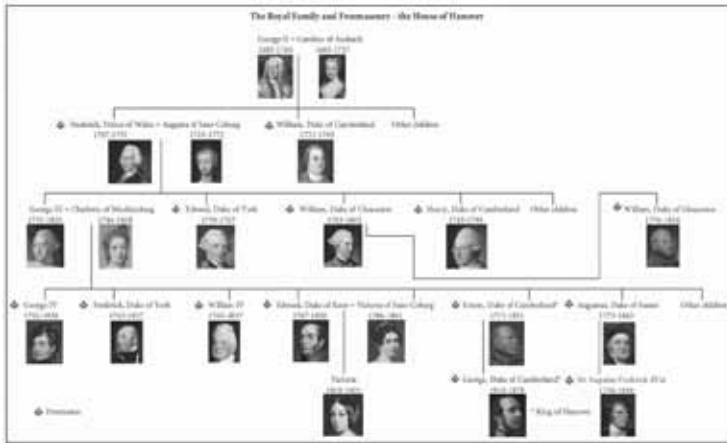 The Royal Family and Freemasonry - the House of Hanover
George II = Caroline of Ansbach
1683-1760 1683-1737
Frederick, Prince of Wales = Augusta of Saxe-Coburg
William, Duke of Cumberland
Other children
1707-1751 1719-1772
1721-1765
George III = Charlotte of Mecklenburg
Edward, Duke of York
William, Duke of Gloucester
Henry, Duke of Cumberland
Other children
William, Duke of Gloucester
1744-1818
1739-1767
1743-1805
1745-1790
1776-1834
George IV
Frederick, Duke of York
William IV
Edward, Duke of Kent = Victoria of Saxe-Coburg
Ernest, Duke of Cumberland*
Augustus, Duke of Sussex
Other children
1762-1830
1763-1827
1765-1837
1767-1820 1786-1861
1771-1851
1773-1843
Victoria
George, Duke of Cumberland*
Sir Augustus Frederick d'Este
1819-1901
1819-1878
Freemason
* King of Hanover